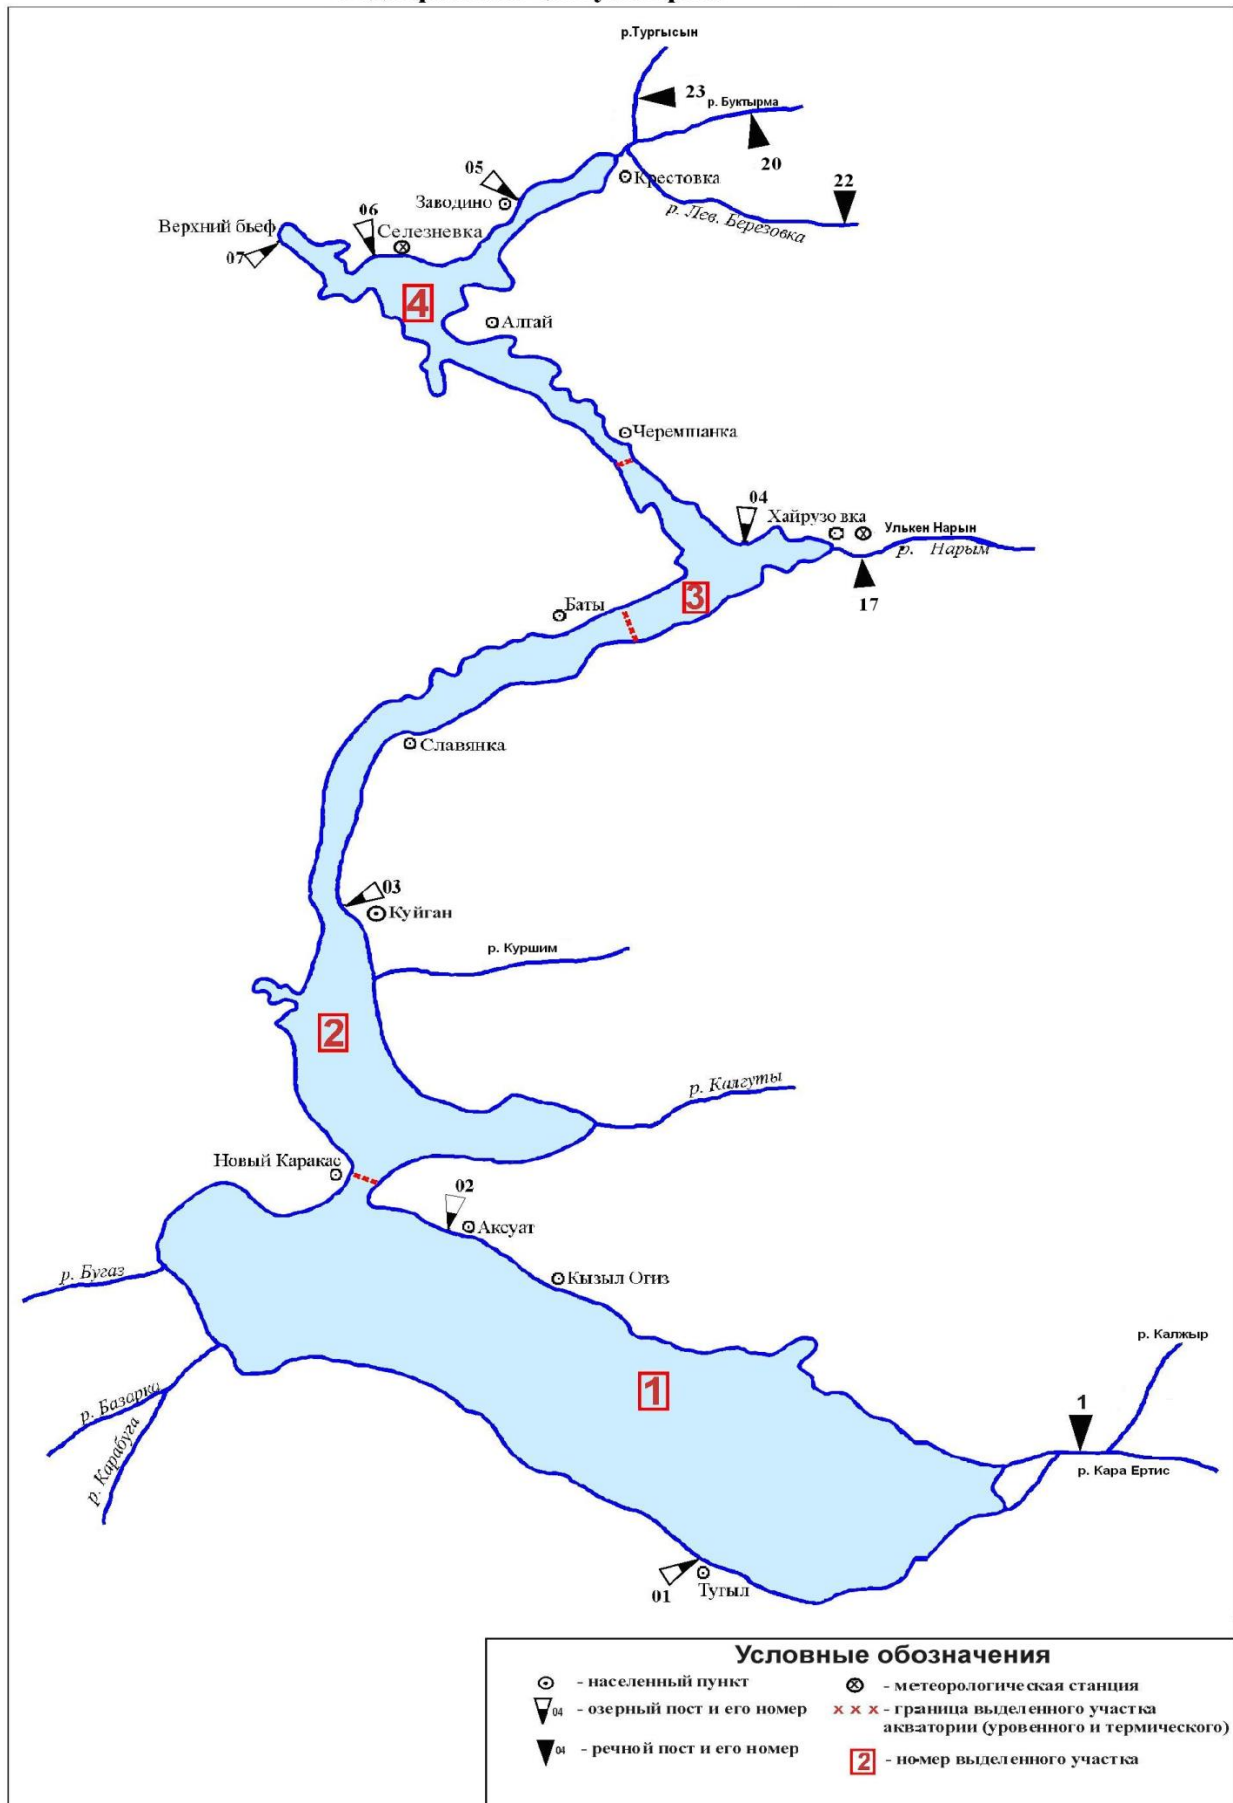 р.Тургысын
23
р. Буктырма
20
05
Крестовка
22
Заводино
р. Лев. Березовка
06
Верхний бьеф
Селезневка
07
4
Алтай
Черемшанка
04
Хайрузовка
Улькен Нарын
р. Нарым
3
17
Баты
Славянка
03
Куйган
р. Куршим
2
р. Калгуты
Новый Каракас
02
Аксуат
р. Бугаз
Кызыл Огиз
р. Калжыр
1
р. Базарка
1
р. Карабуга
р. Кара Ертис
01
Тугыл
Условные обозначения
- населенный пункт
- метеорологическая станция
04 - озерный пост и его номер
х х х - граница выделенного участка
акватории (уровенного и термического)
04 - речной пост и его номер
2 - номер выделенного участка